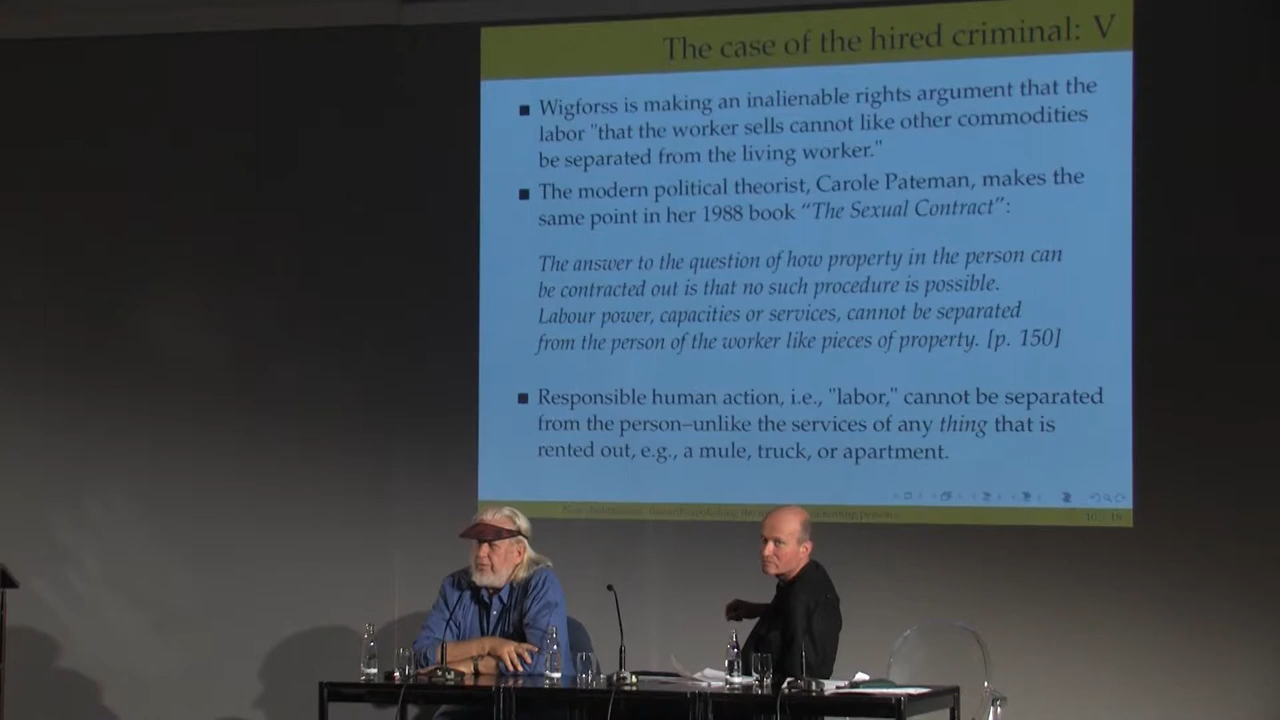 The case of the hired criminal: V
Wigforss is making an inalienable rights argument that the
labor "that the worker sells cannot like other commodities
be separated from the living worker."
The modern political theorist, Carole Pateman, makes the
same point in her 1988 book “The Sexual Contract”:
The answer to the question of how property in the person can
be contracted out is that no such procedure is possible.
Labour power, capacities or services, cannot be separated
from the person of the worker like pieces of property. [p. 150]
Responsible human action, i.e., "labor," cannot be separated
from the person–unlike the services of any thing that is
rented out, e.g., a mule, truck, or apartment.